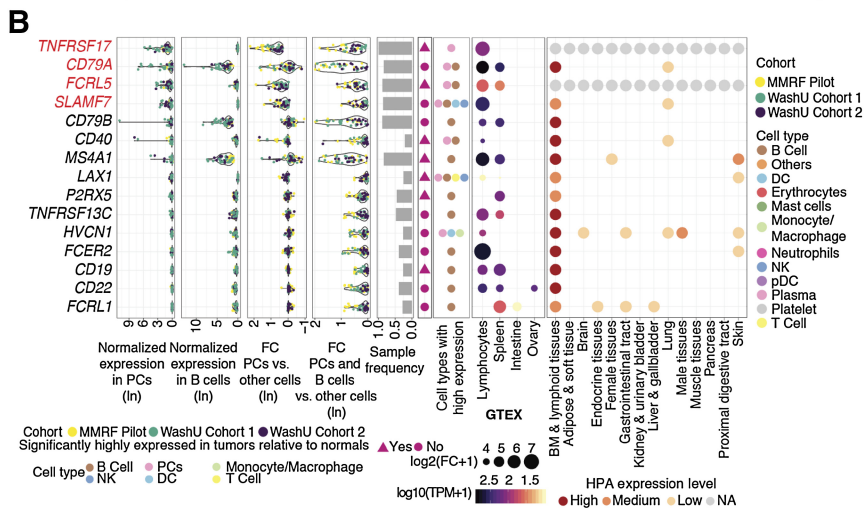 B
TNFRSF17
CD79A
FCRL5
SLAMF7
CD79B
CD40
MS4A1
LAX1
P2RX5
TNFRSF13C
HVCN1
FCER2
CD19
CD22
FCRL1
9 6 3 0
10 5 0
2 1 0 −1
2 1 0
1.0 0.5 0.0
Normalized
expression
in PCs
(ln)
Normalized
expression
in B cells
(ln)
FC
PCs vs.
other cells
(ln)
FC
PCs and
B cells
vs. other cells
(ln)
Sample
frequency
Cell types with
high expression
Lymphocytes
Spleen
Intestine
Ovary
GTEX
BM & lymphoid tissues
Adipose & soft tissue
Brain
Endocrine tissues
Female tissues
Gastrointestinal tract
Kidney & urinary bladder
Liver & gallbladder
Lung
Male tissues
Muscle tissues
Pancreas
Proximal digestive tract
Skin
Cohort
MMRF Pilot
WashU Cohort 1
WashU Cohort 2
Cell type
B Cell
Others
DC
Erythrocytes
Mast cells
Monocyte/
Macrophage
Neutrophils
NK
pDC
Plasma
Platelet
T Cell
Cohort MMRF Pilot WashU Cohort 1 WashU Cohort 2
Significantly highly expressed in tumors relative to normals
Yes No
Cell type B Cell PCs Monocyte/Macrophage
NK DC T Cell
4 5 6 7
log2(FC+1)
2.5 2 1.5
log10(TPM+1)
HPA expression level
High Medium Low NA